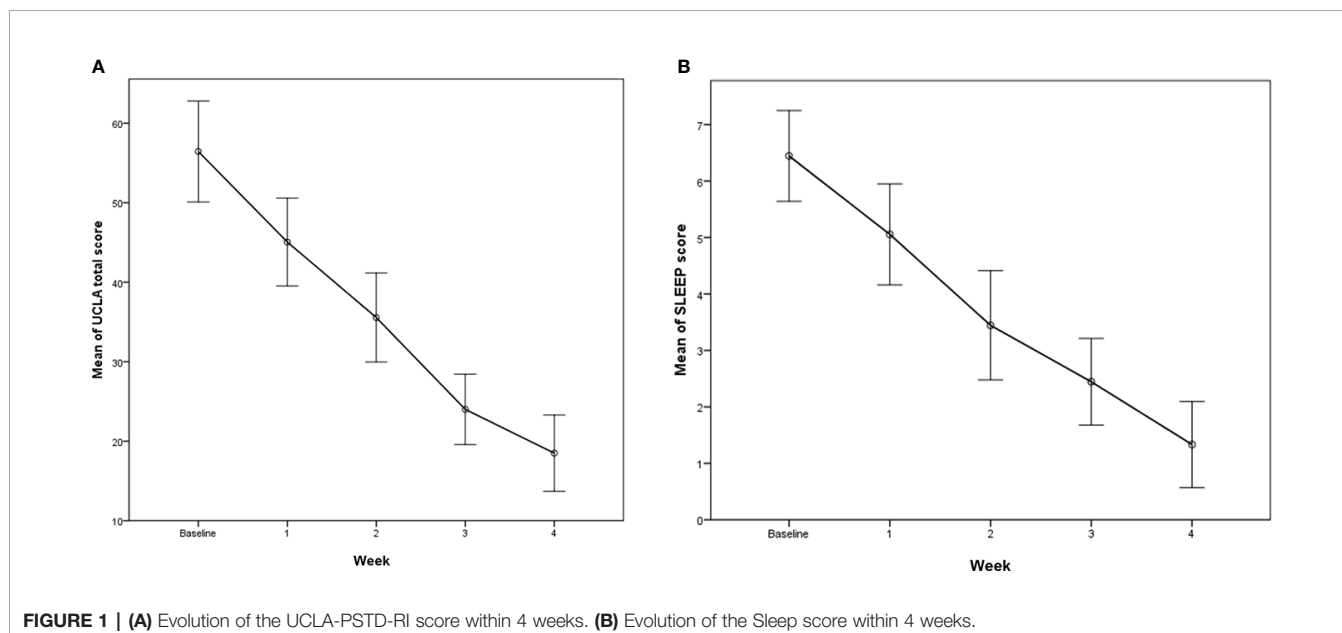 A
Mean of UCLA total score
60
50
40
30
20
10
Baseline
1
2
3
4
Week
B
Mean of SLEEP score
7
6
5
4
3
2
1
0
Baseline
1
2
3
4
Week
FIGURE 1 | (A) Evolution of the UCLA-PSTD-RI score within 4 weeks. (B) Evolution of the Sleep score within 4 weeks.